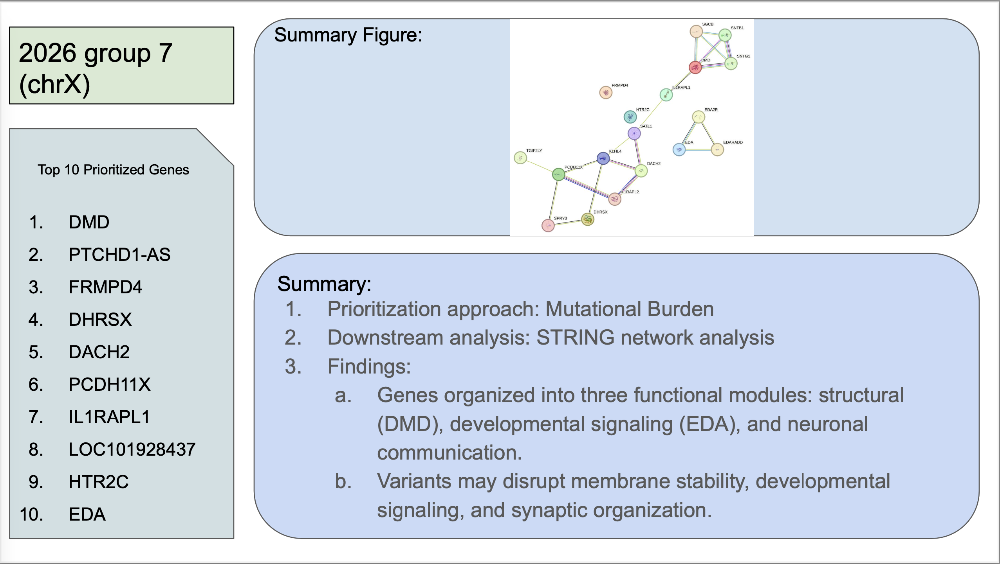 2026 group 7
(chrX)
Top 10 Prioritized Genes
1. DMD
2. PTCHD1-AS
3. FRMPD4
4. DHRSX
5. DACH2
6. PCDH11X
7. IL1RAPL1
8. LOC101928437
9. HTR2C
10. EDA
Summary Figure:
SGCB
SNTB1
SNTG1
DMD
FRMPD4
IL1RAPL1
HTR2C
EDA2R
SATL1
EDA
EDARADD
TGIF2LY
KLHL4
DACH2
PCDH11X
IL1RAPL2
DHRSX
SPRY3
Summary:
1. Prioritization approach: Mutational Burden
2. Downstream analysis: STRING network analysis
3. Findings:
a. Genes organized into three functional modules: structural
(DMD), developmental signaling (EDA), and neuronal
communication.
b. Variants may disrupt membrane stability, developmental
signaling, and synaptic organization.